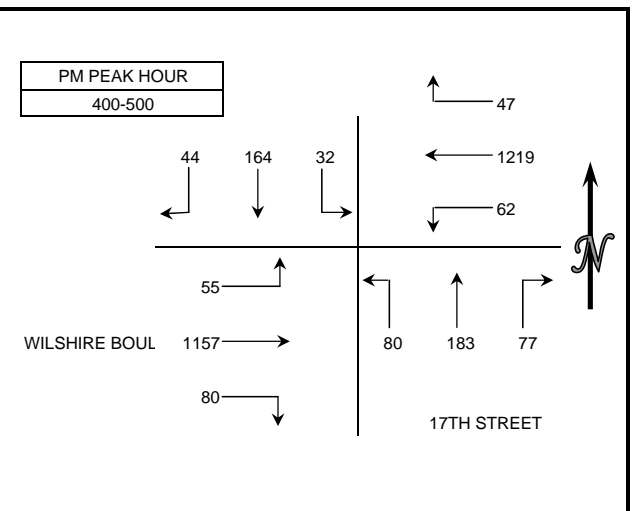 PM PEAK HOUR
400-500
47
44 164 32
1219
62
N
55
WILSHIRE BOUL 1157
80 183 77
80
17TH STREET